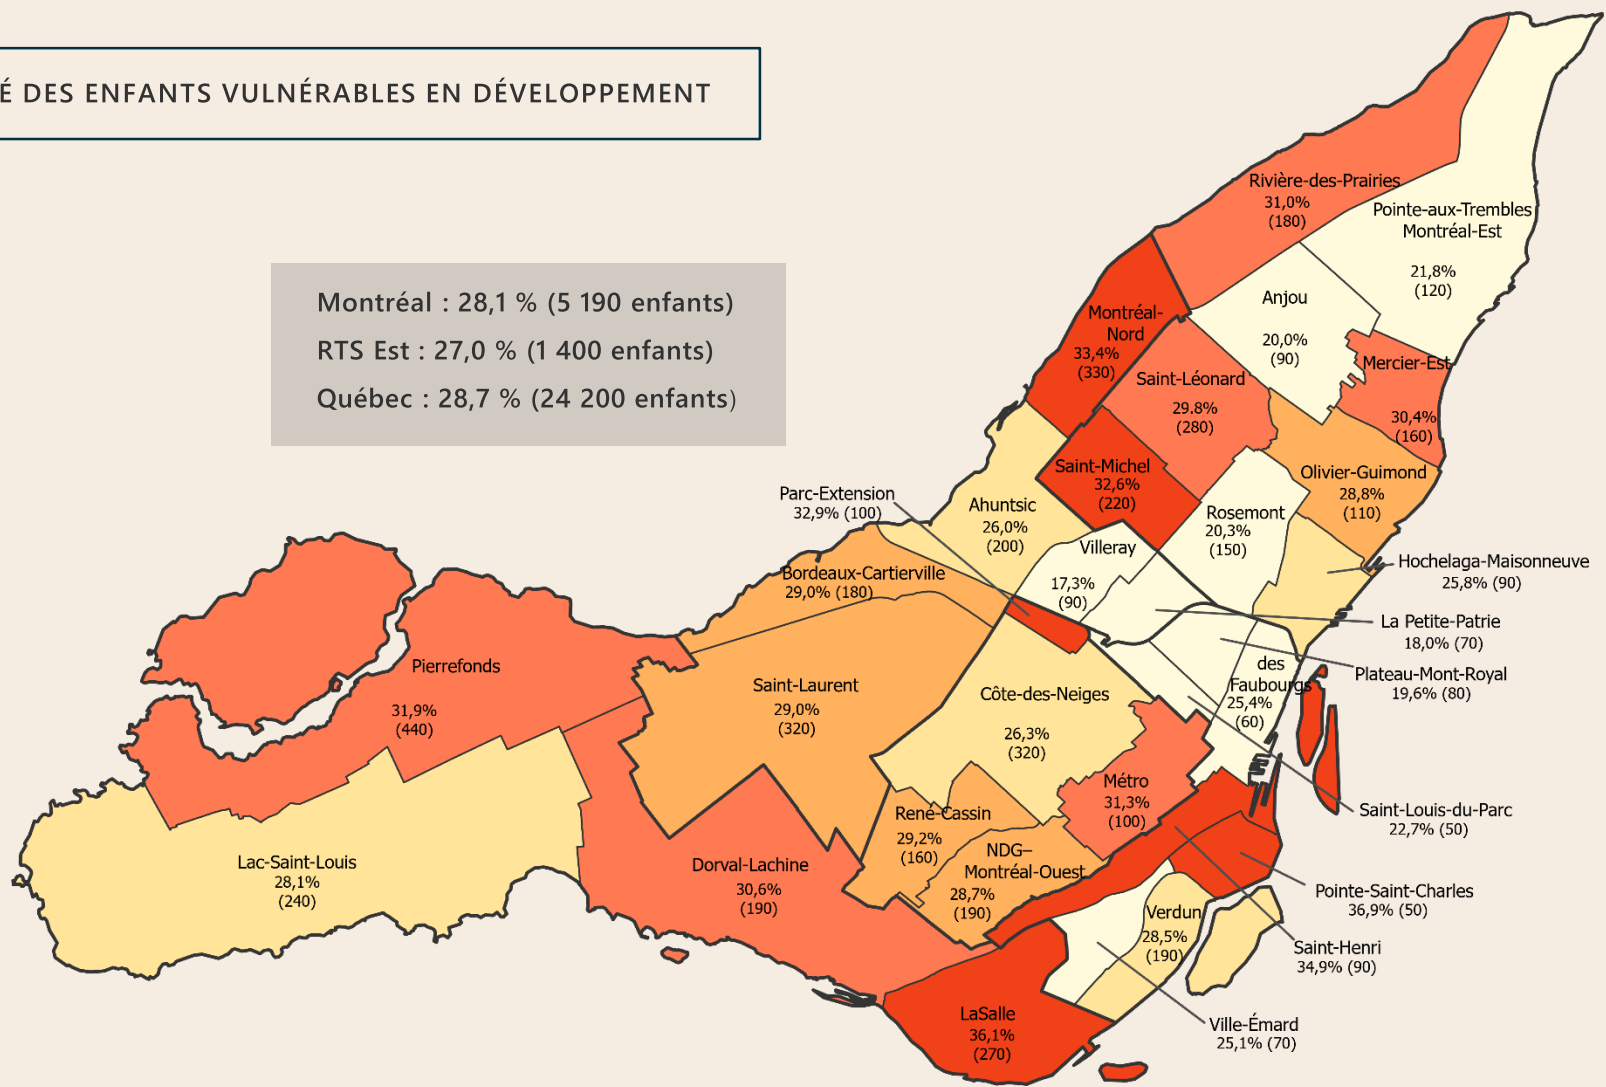 É DES ENFANTS VULNÉRABLES EN DÉVELOPPEMENT
Montréal : 28,1 % (5 190 enfants)
RTS Est : 27,0 % (1 400 enfants)
Québec : 28,7 % (24 200 enfants)
Rivière-des-Prairies
31,0%
(180)
Pointe-aux-Trembles
Montréal-Est
21,8%
(120)
Anjou
20,0%
(90)
Montréal-
Nord
33,4%
(330)
Mercier-Est
30,4%
(160)
Saint-Léonard
29.8%
(280)
Saint-Michel
32,6%
(220)
Olivier-Guimond
28,8%
(110)
Parc-Extension
32,9% (100)
Ahuntsic
26,0%
(200)
Rosemont
20,3%
(150)
Villeray
17,3%
(90)
Hochelaga-Maisonneuve
25,8% (90)
Bordeaux-Cartierville
29,0% (180)
La Petite-Patrie
18,0% (70)
Plateau-Mont-Royal
19,6% (80)
des
Faubourgs
25,4%
(60)
Pierrefonds
31,9%
(440)
Saint-Laurent
29,0%
(320)
Côte-des-Neiges
26,3%
(320)
Métro
31,3%
(100)
Saint-Louis-du-Parc
22,7% (50)
René-Cassin
29,2%
(160)
NDG–
Montréal-Ouest
28,7%
(190)
Lac-Saint-Louis
28,1%
(240)
Dorval-Lachine
30,6%
(190)
Pointe-Saint-Charles
36,9% (50)
Verdun
28,5%
(190)
Saint-Henri
34,9% (90)
LaSalle
36,1%
(270)
Ville-Émard
25,1% (70)